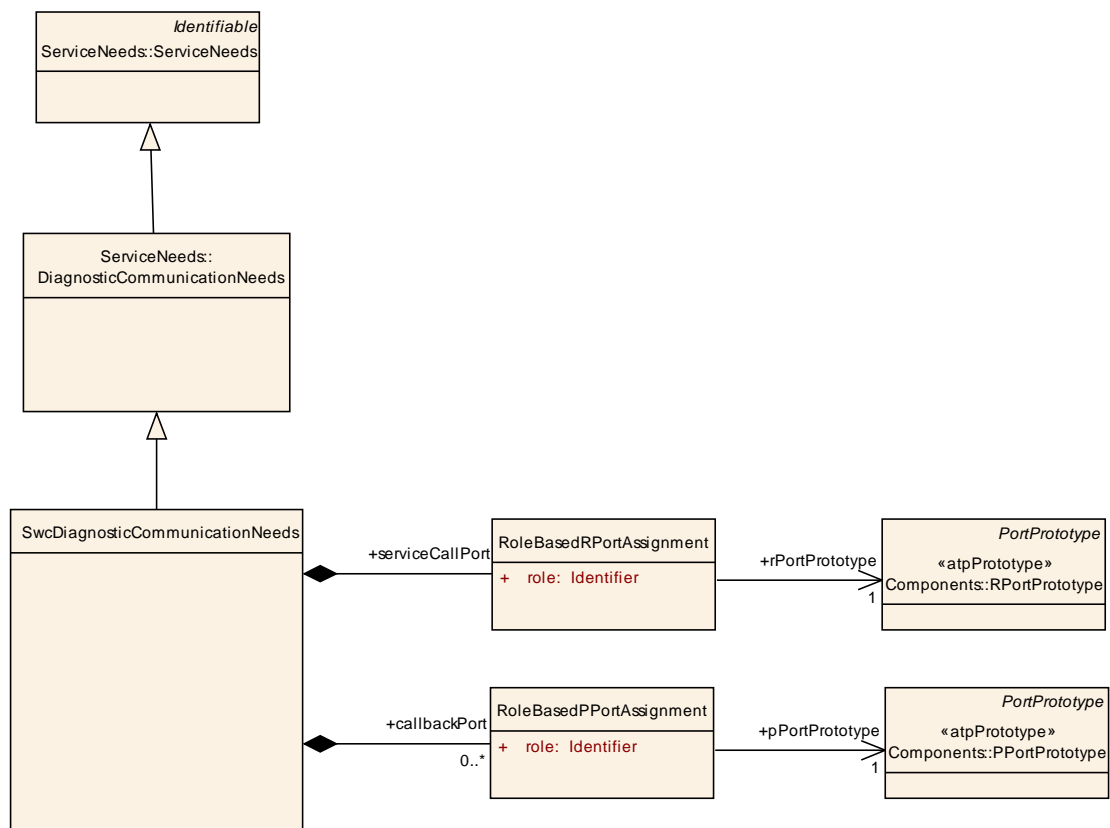 Identifiable
ServiceNeeds::ServiceNeeds
ServiceNeeds::
DiagnosticCommunicationNeeds
SwcDiagnosticCommunicationNeeds
+serviceCallPort
RoleBasedRPortAssignment
+ role: Identifier
+rPortPrototype
1
PortPrototype
«atpPrototype»
Components::RPortPrototype
+callbackPort
0..*
RoleBasedPPortAssignment
+ role: Identifier
+pPortPrototype
1
PortPrototype
«atpPrototype»
Components::PPortPrototype